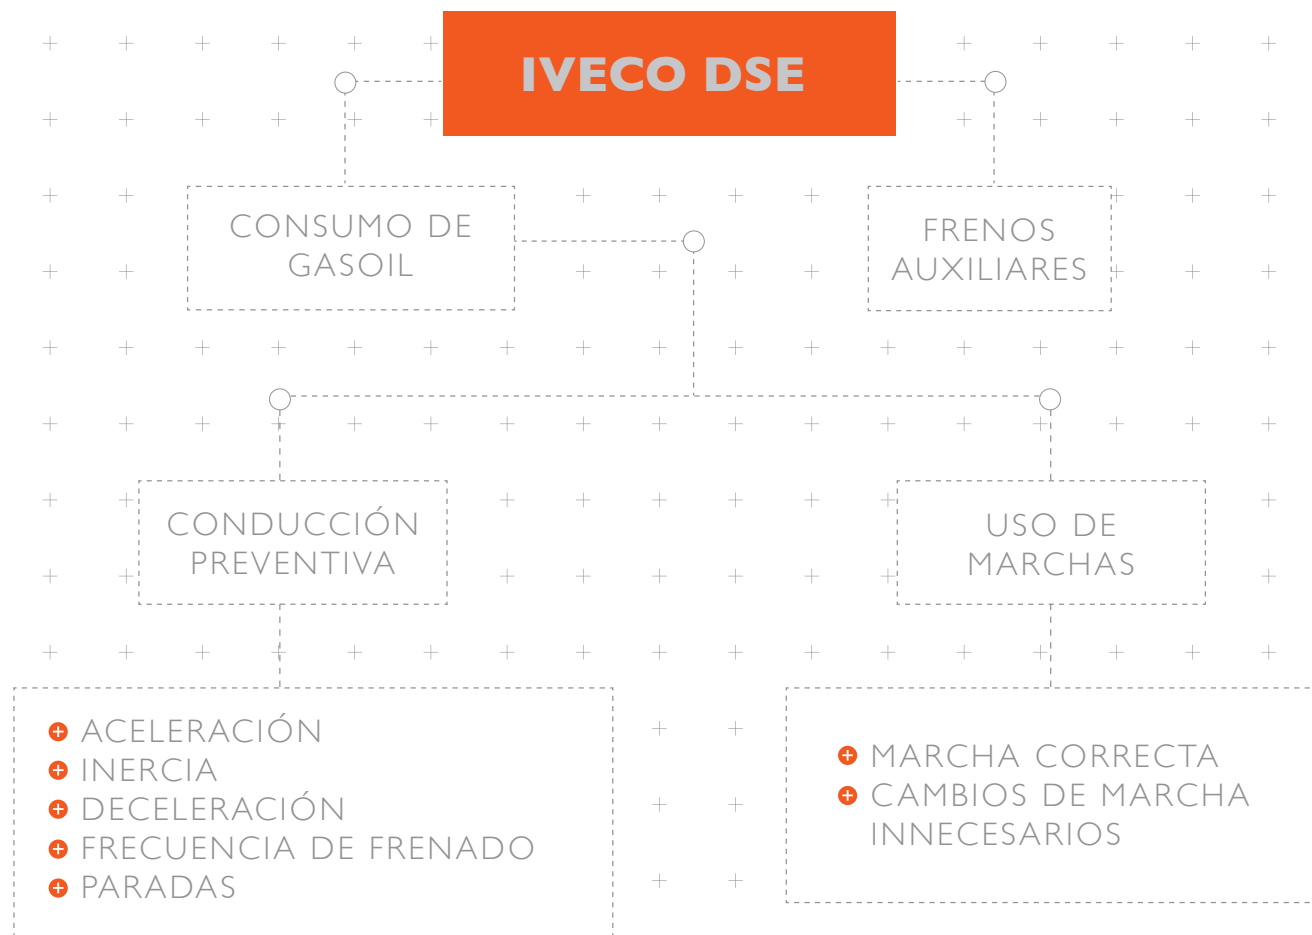 IVECO DSE
CONSUMO DE
GASOIL
FRENOS
AUXILIARES
CONDUCCIÓN
PREVENTIVA
USO DE
MARCHAS
ACELERACIÓN
INERCIA
DECELERACIÓN
FRECUENCIA DE FRENADO
PARADAS
MARCHA CORRECTA
CAMBIOS DE MARCHA
INNECESARIOS